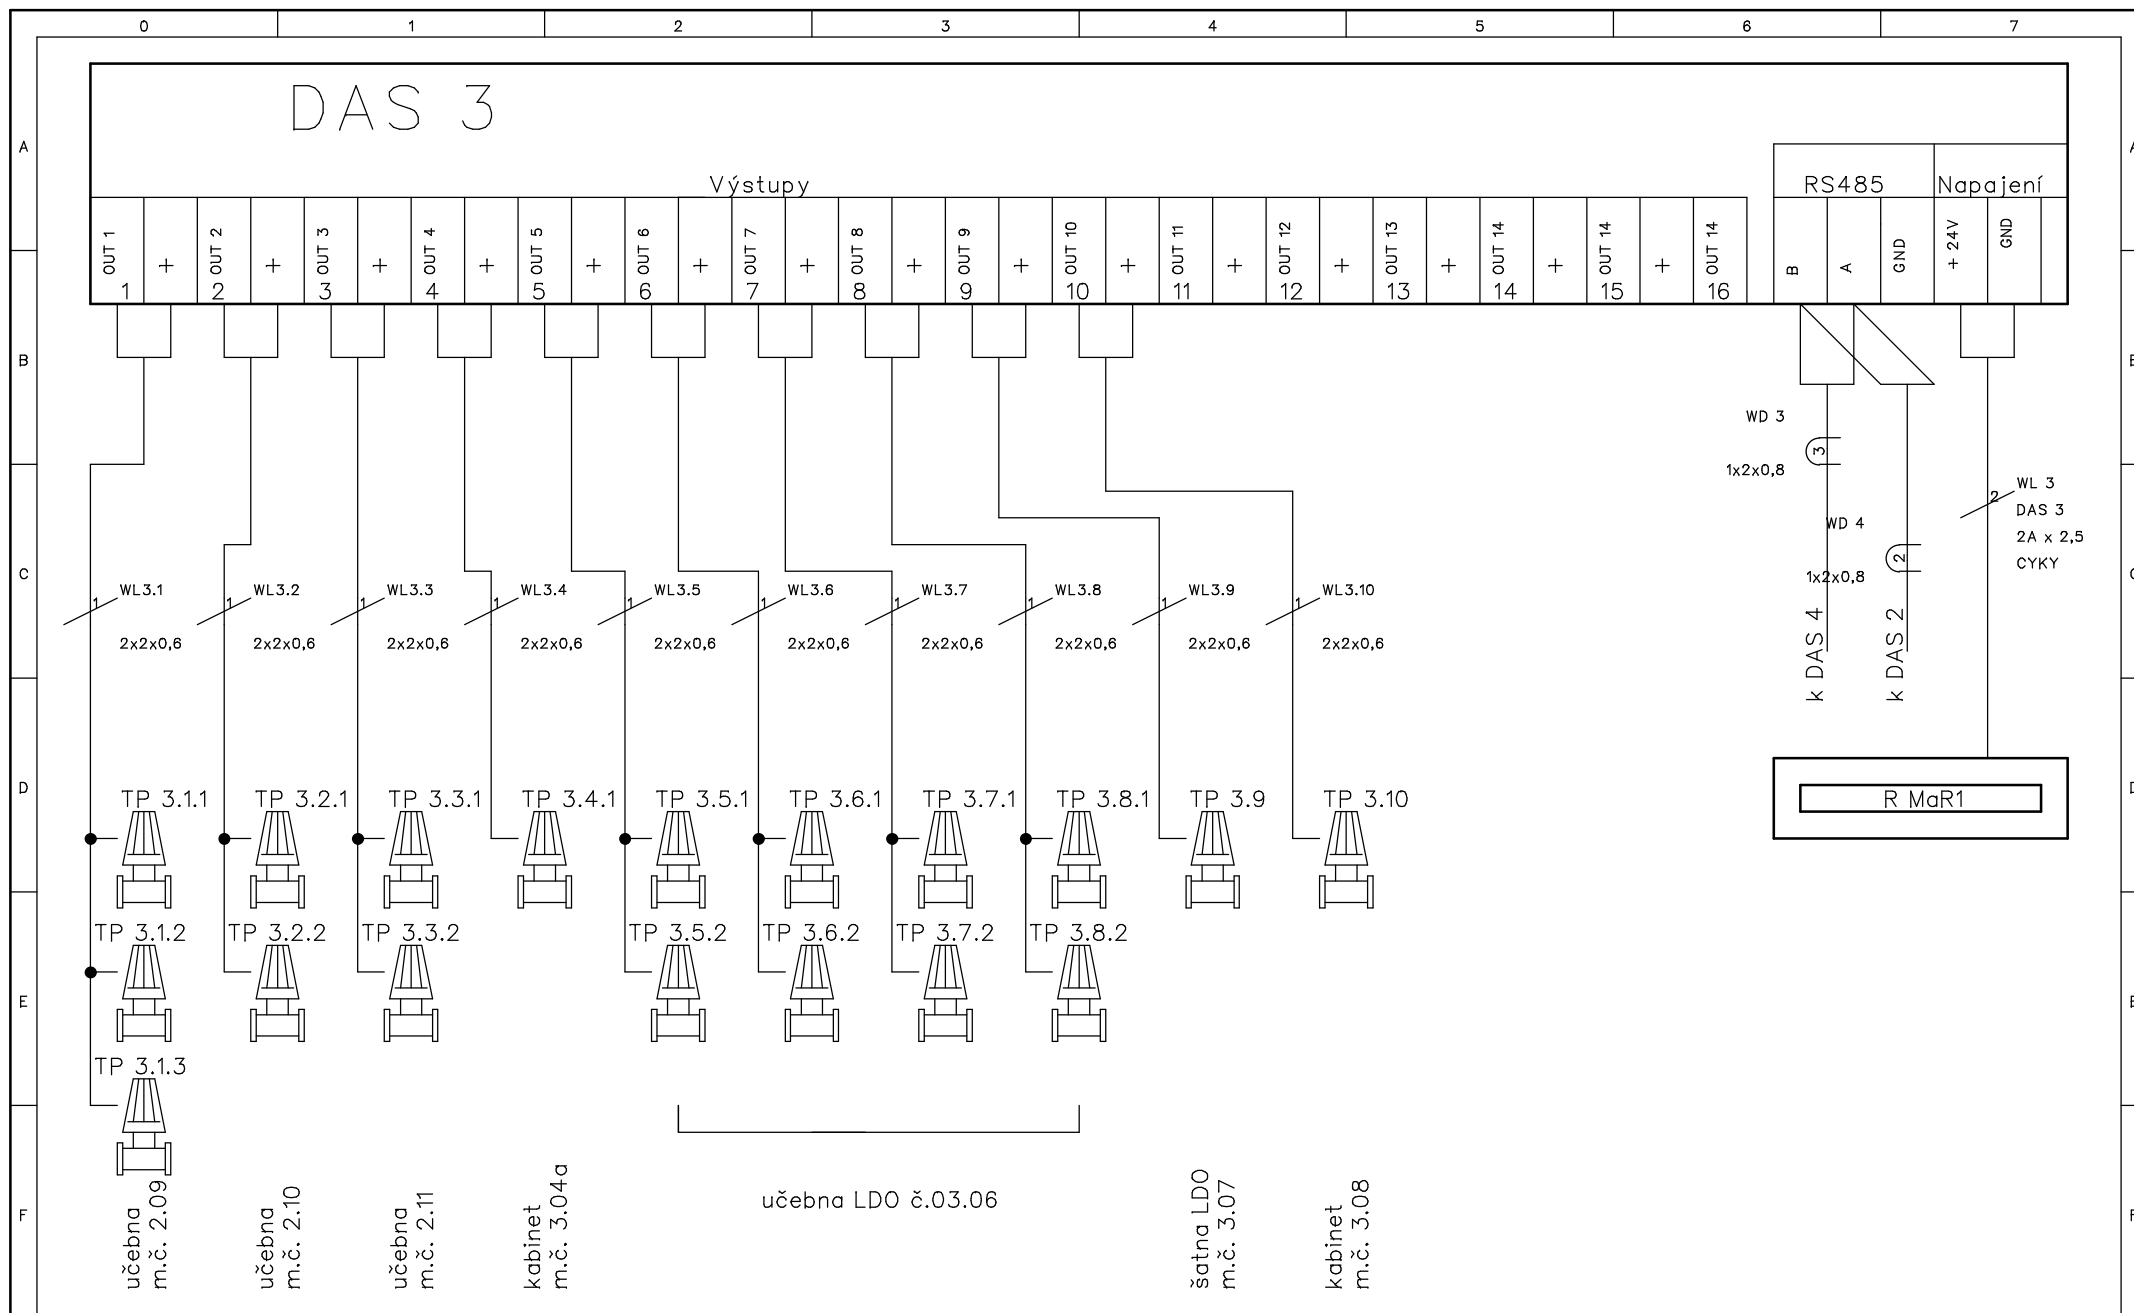 0 1 2 3 4 5 6 7
DAS 3
A
Výstupy
RS485
Napajení
OUT 1 + OUT 2 + OUT 3 + OUT 4 + OUT 5 + OUT 6 + OUT 7 + OUT 8 + OUT 9 + OUT 10 + OUT 11 + OUT 12 + OUT 13 + OUT 14 + OUT 14 + OUT 14 B A GND +24V GND
1 2 3 4 5 6 7 8 9 10 11 12 13 14 15 16
B
WD 3
3
1x2x0,8
WL 3
2
DAS 3
2A x 2,5
CYKY
WD 4
2
1x2x0,8
C
1 WL3.1 1 WL3.2 1 WL3.3 1 WL3.4 1 WL3.5 1 WL3.6 1 WL3.7 1 WL3.8 1 WL3.9 1 WL3.10
2x2x0,6 2x2x0,6 2x2x0,6 2x2x0,6 2x2x0,6 2x2x0,6 2x2x0,6 2x2x0,6 2x2x0,6 2x2x0,6
k DAS 4
k DAS 2
D
TP 3.1.1 TP 3.2.1 TP 3.3.1 TP 3.4.1 TP 3.5.1 TP 3.6.1 TP 3.7.1 TP 3.8.1 TP 3.9 TP 3.10
R MaR1
TP 3.1.2 TP 3.2.2 TP 3.3.2 TP 3.5.2 TP 3.6.2 TP 3.7.2 TP 3.8.2
E
TP 3.1.3
F
učebna
m.č. 2.09
učebna
m.č. 2.10
učebna
m.č. 2.11
kabinet
m.č. 3.04a
učebna LDO č.03.06
šatna LDO
m.č. 3.07
kabinet
m.č. 3.08